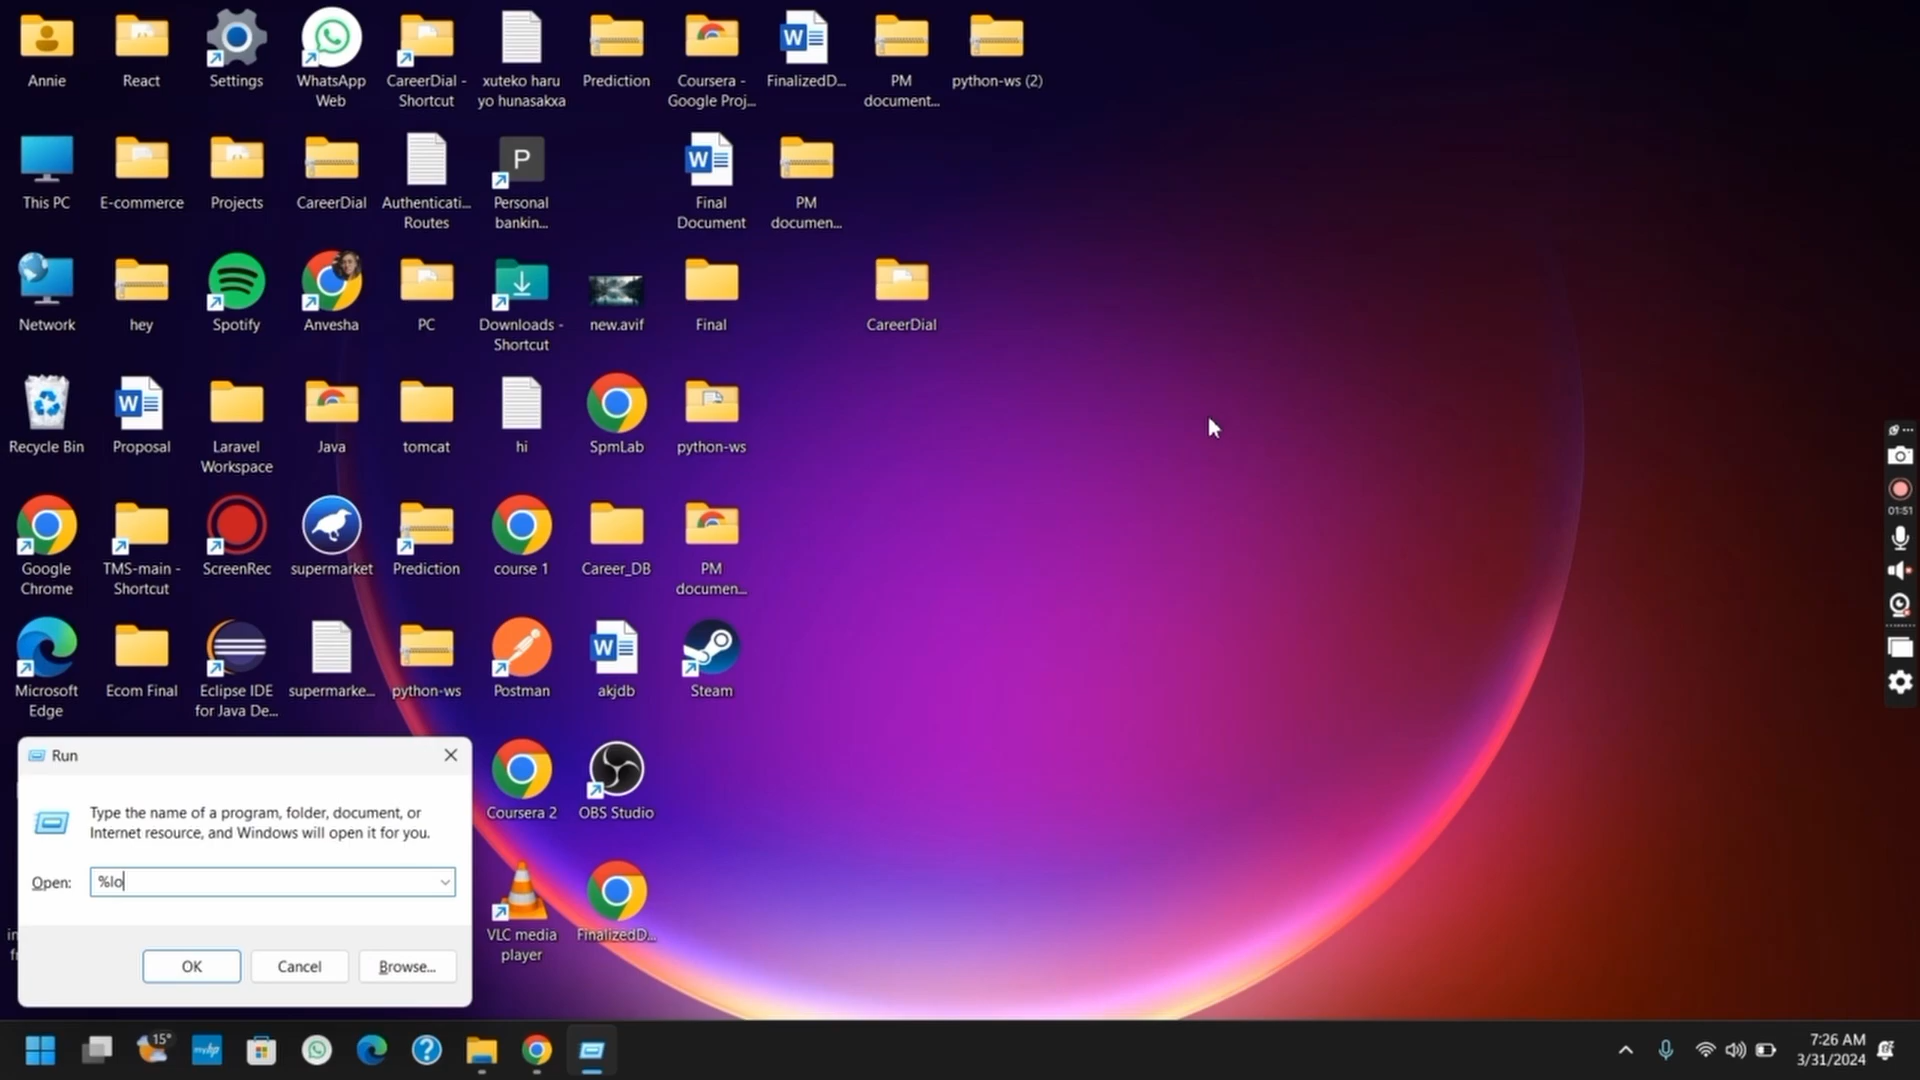 Annie
React
Settings
WhatsApp
Web
CareerDial -
Shortcut
xuteko haru
yo hunasakxa
Prediction
Coursera -
Google Proj...
FinalizedD...
PM
document...
python-ws (2)
This PC
E-commerce
Projects
CareerDial
Authenticati...
Routes
P
Personal
bankin...
Final
Document
PM
documen...
Network
hey
Spotify
Anvesha
PC
Downloads -
Shortcut
new.avif
Final
CareerDial
Recycle Bin
Proposal
Laravel
Workspace
Java
tomcat
hi
SpmLab
python-ws
Google
Chrome
TMS-main -
Shortcut
ScreenRec
supermarket
Prediction
course 1
Career_DB
PM
documen...
01:51
Microsoft
Edge
Ecom Final
Eclipse IDE
for Java De...
supermarke...
python-ws
Postman
akjdb
Steam
Run
Type the name of a program, folder, document, or
Internet resource, and Windows will open it for you.
Open:
%lo
OK
Cancel
Browse...
Coursera 2
OBS Studio
VLC media
player
FinalizedD...
15°
myhp
7:26 AM
3/31/2024